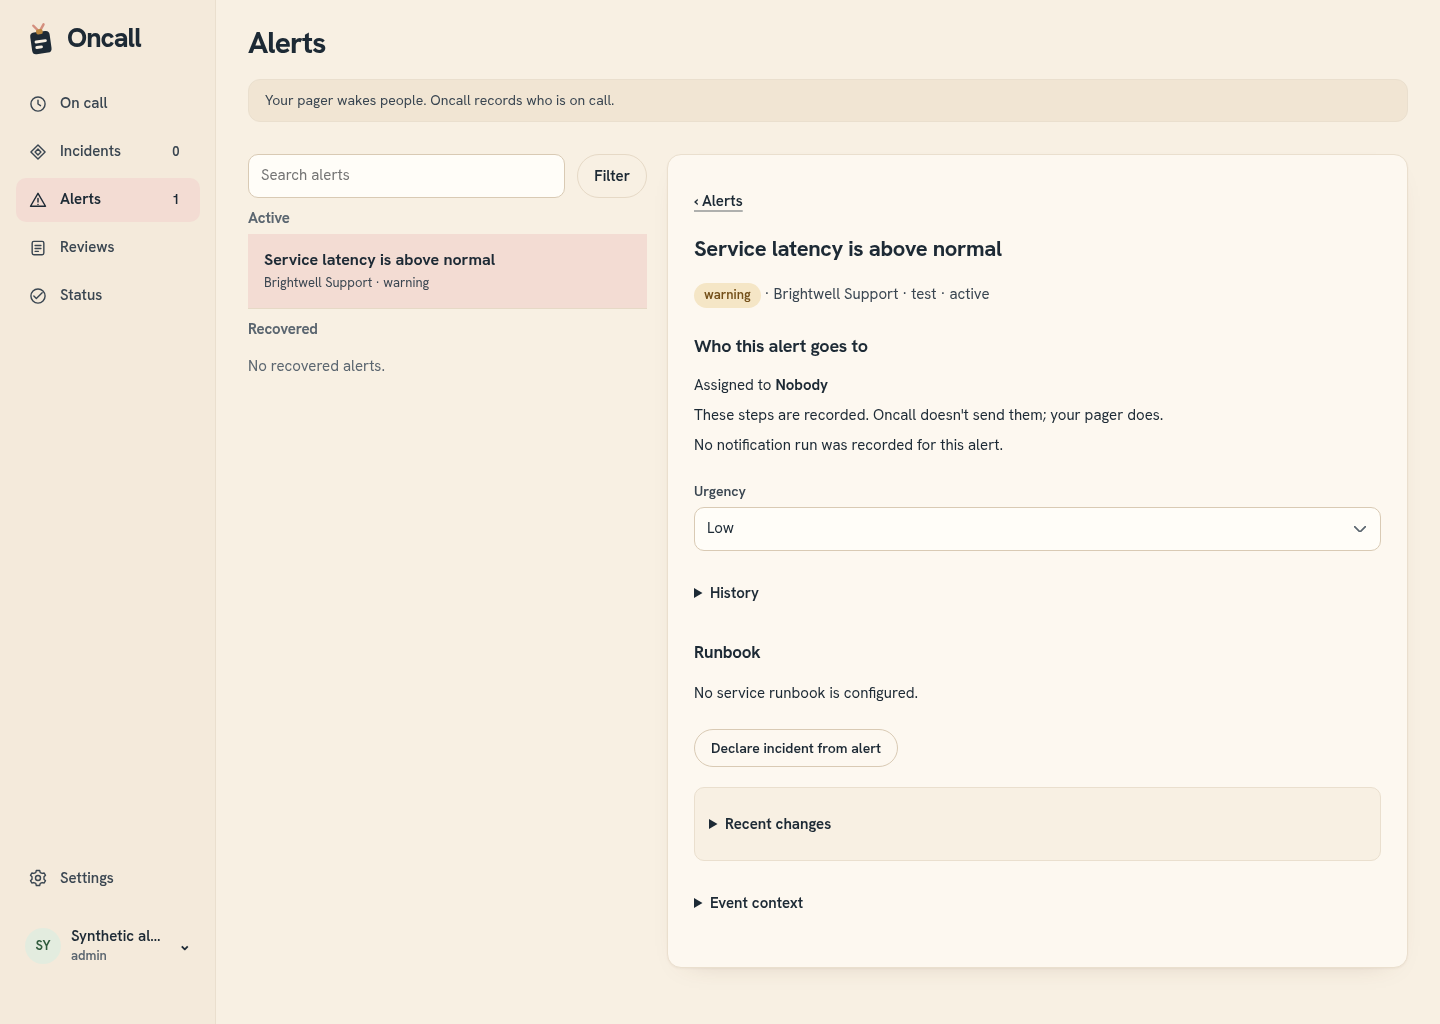 Oncall
On call
Incidents 0
Alerts 1
Reviews
Status
Settings
SY
Synthetic al...
admin
Alerts
Your pager wakes people. Oncall records who is on call.
Search alerts
Filter
Active
Service latency is above normal
Brightwell Support · warning
Recovered
No recovered alerts.
‹ Alerts
Service latency is above normal
warning · Brightwell Support · test · active
Who this alert goes to
Assigned to Nobody
These steps are recorded. Oncall doesn't send them; your pager does.
No notification run was recorded for this alert.
Urgency
Low
History
Runbook
No service runbook is configured.
Declare incident from alert
Recent changes
Event context